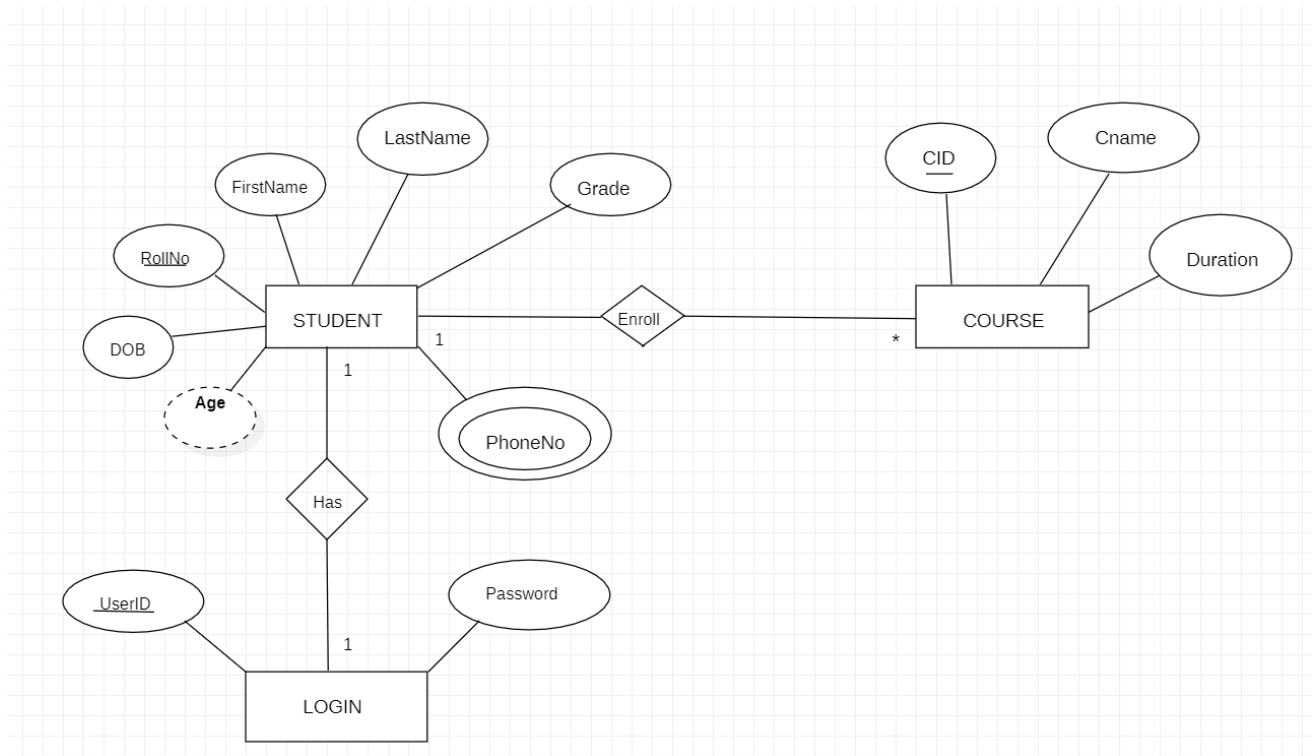 LastName
Cname
CID
FirstName
Grade
RollNo
Duration
STUDENT
Enroll
COURSE
1
*
DOB
1
Age
PhoneNo
Has
UserID
Password
1
LOGIN